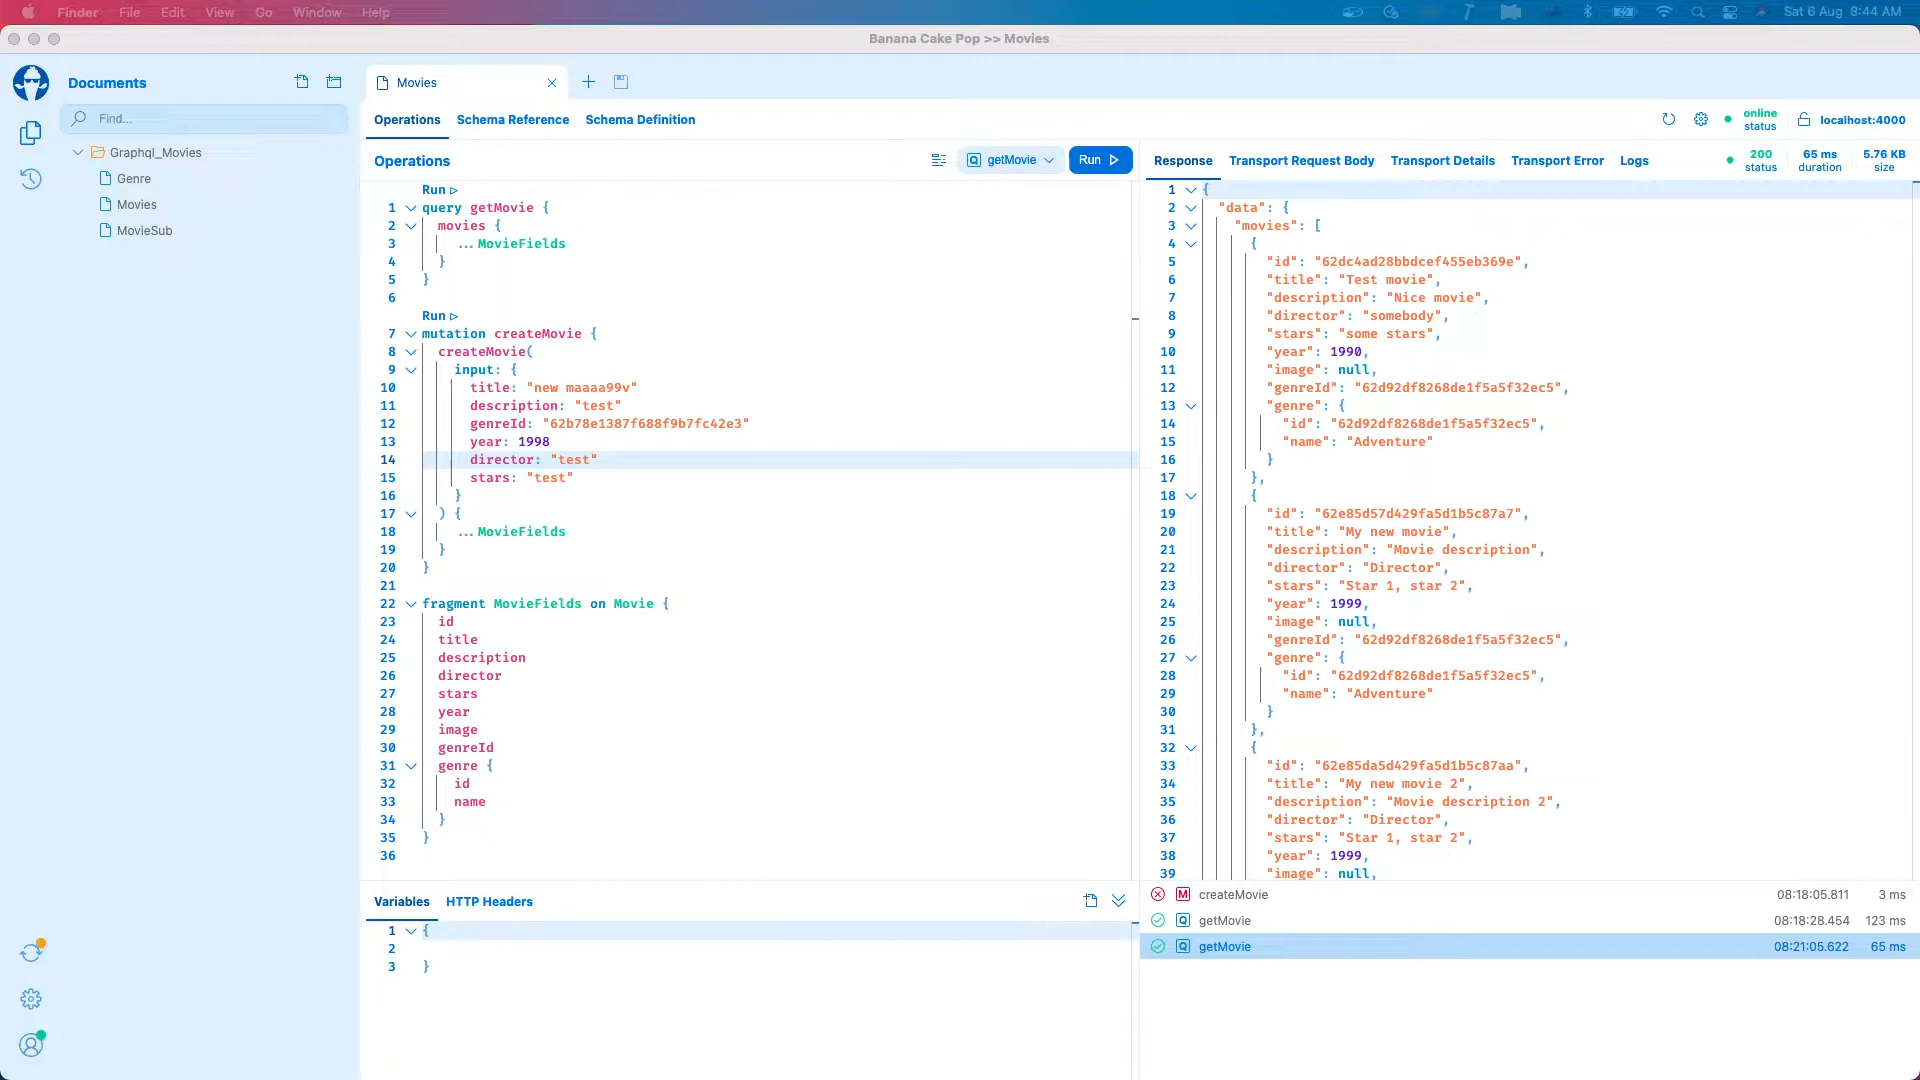 Finder File Edit View Go Window Help
Sat 6 Aug 8:44 AM
Banana Cake Pop >> Movies
Documents
Find...
Graphql_Movies
Genre
Movies
MovieSub
Movies
Operations Schema Reference Schema Definition
online
status
localhost:4000
Operations
getMovie
Run
Run
1 query getMovie {
2 movies {
3 ...MovieFields
4 }
5 }
6
Run
7 mutation createMovie {
8 createMovie(
9 input: {
10 title: "new maaaa99v"
11 description: "test"
12 genreId: "62b78e1387f688f9b7fc42e3"
13 year: 1998
14 director: "test"
15 stars: "test"
16 }
17 ) {
18 ...MovieFields
19 }
20 }
21
22 fragment MovieFields on Movie {
23 id
24 title
25 description
26 director
27 stars
28 year
29 image
30 genreId
31 genre {
32 id
33 name
34 }
35 }
36
Variables HTTP Headers
1 {
2
3 }
Response Transport Request Body Transport Details Transport Error Logs
200
status
65 ms
duration
5.76 KB
size
1 {
2 "data": {
3 "movies": [
4 {
5 "id": "62dc4ad28bbdcef455eb369e",
6 "title": "Test movie",
7 "description": "Nice movie",
8 "director": "somebody",
9 "stars": "some stars",
10 "year": 1990,
11 "image": null,
12 "genreId": "62d92df8268de1f5a5f32ec5",
13 "genre": {
14 "id": "62d92df8268de1f5a5f32ec5",
15 "name": "Adventure"
16 }
17 },
18 {
19 "id": "62e85d57d429fa5d1b5c87a7",
20 "title": "My new movie",
21 "description": "Movie description",
22 "director": "Director",
23 "stars": "Star 1, star 2",
24 "year": 1999,
25 "image": null,
26 "genreId": "62d92df8268de1f5a5f32ec5",
27 "genre": {
28 "id": "62d92df8268de1f5a5f32ec5",
29 "name": "Adventure"
30 }
31 },
32 {
33 "id": "62e85da5d429fa5d1b5c87aa",
34 "title": "My new movie 2",
35 "description": "Movie description 2",
36 "director": "Director",
37 "stars": "Star 1, star 2",
38 "year": 1999,
39 "image": null,
M createMovie 08:18:05.811 3 ms
Q getMovie 08:18:28.454 123 ms
Q getMovie 08:21:05.622 65 ms